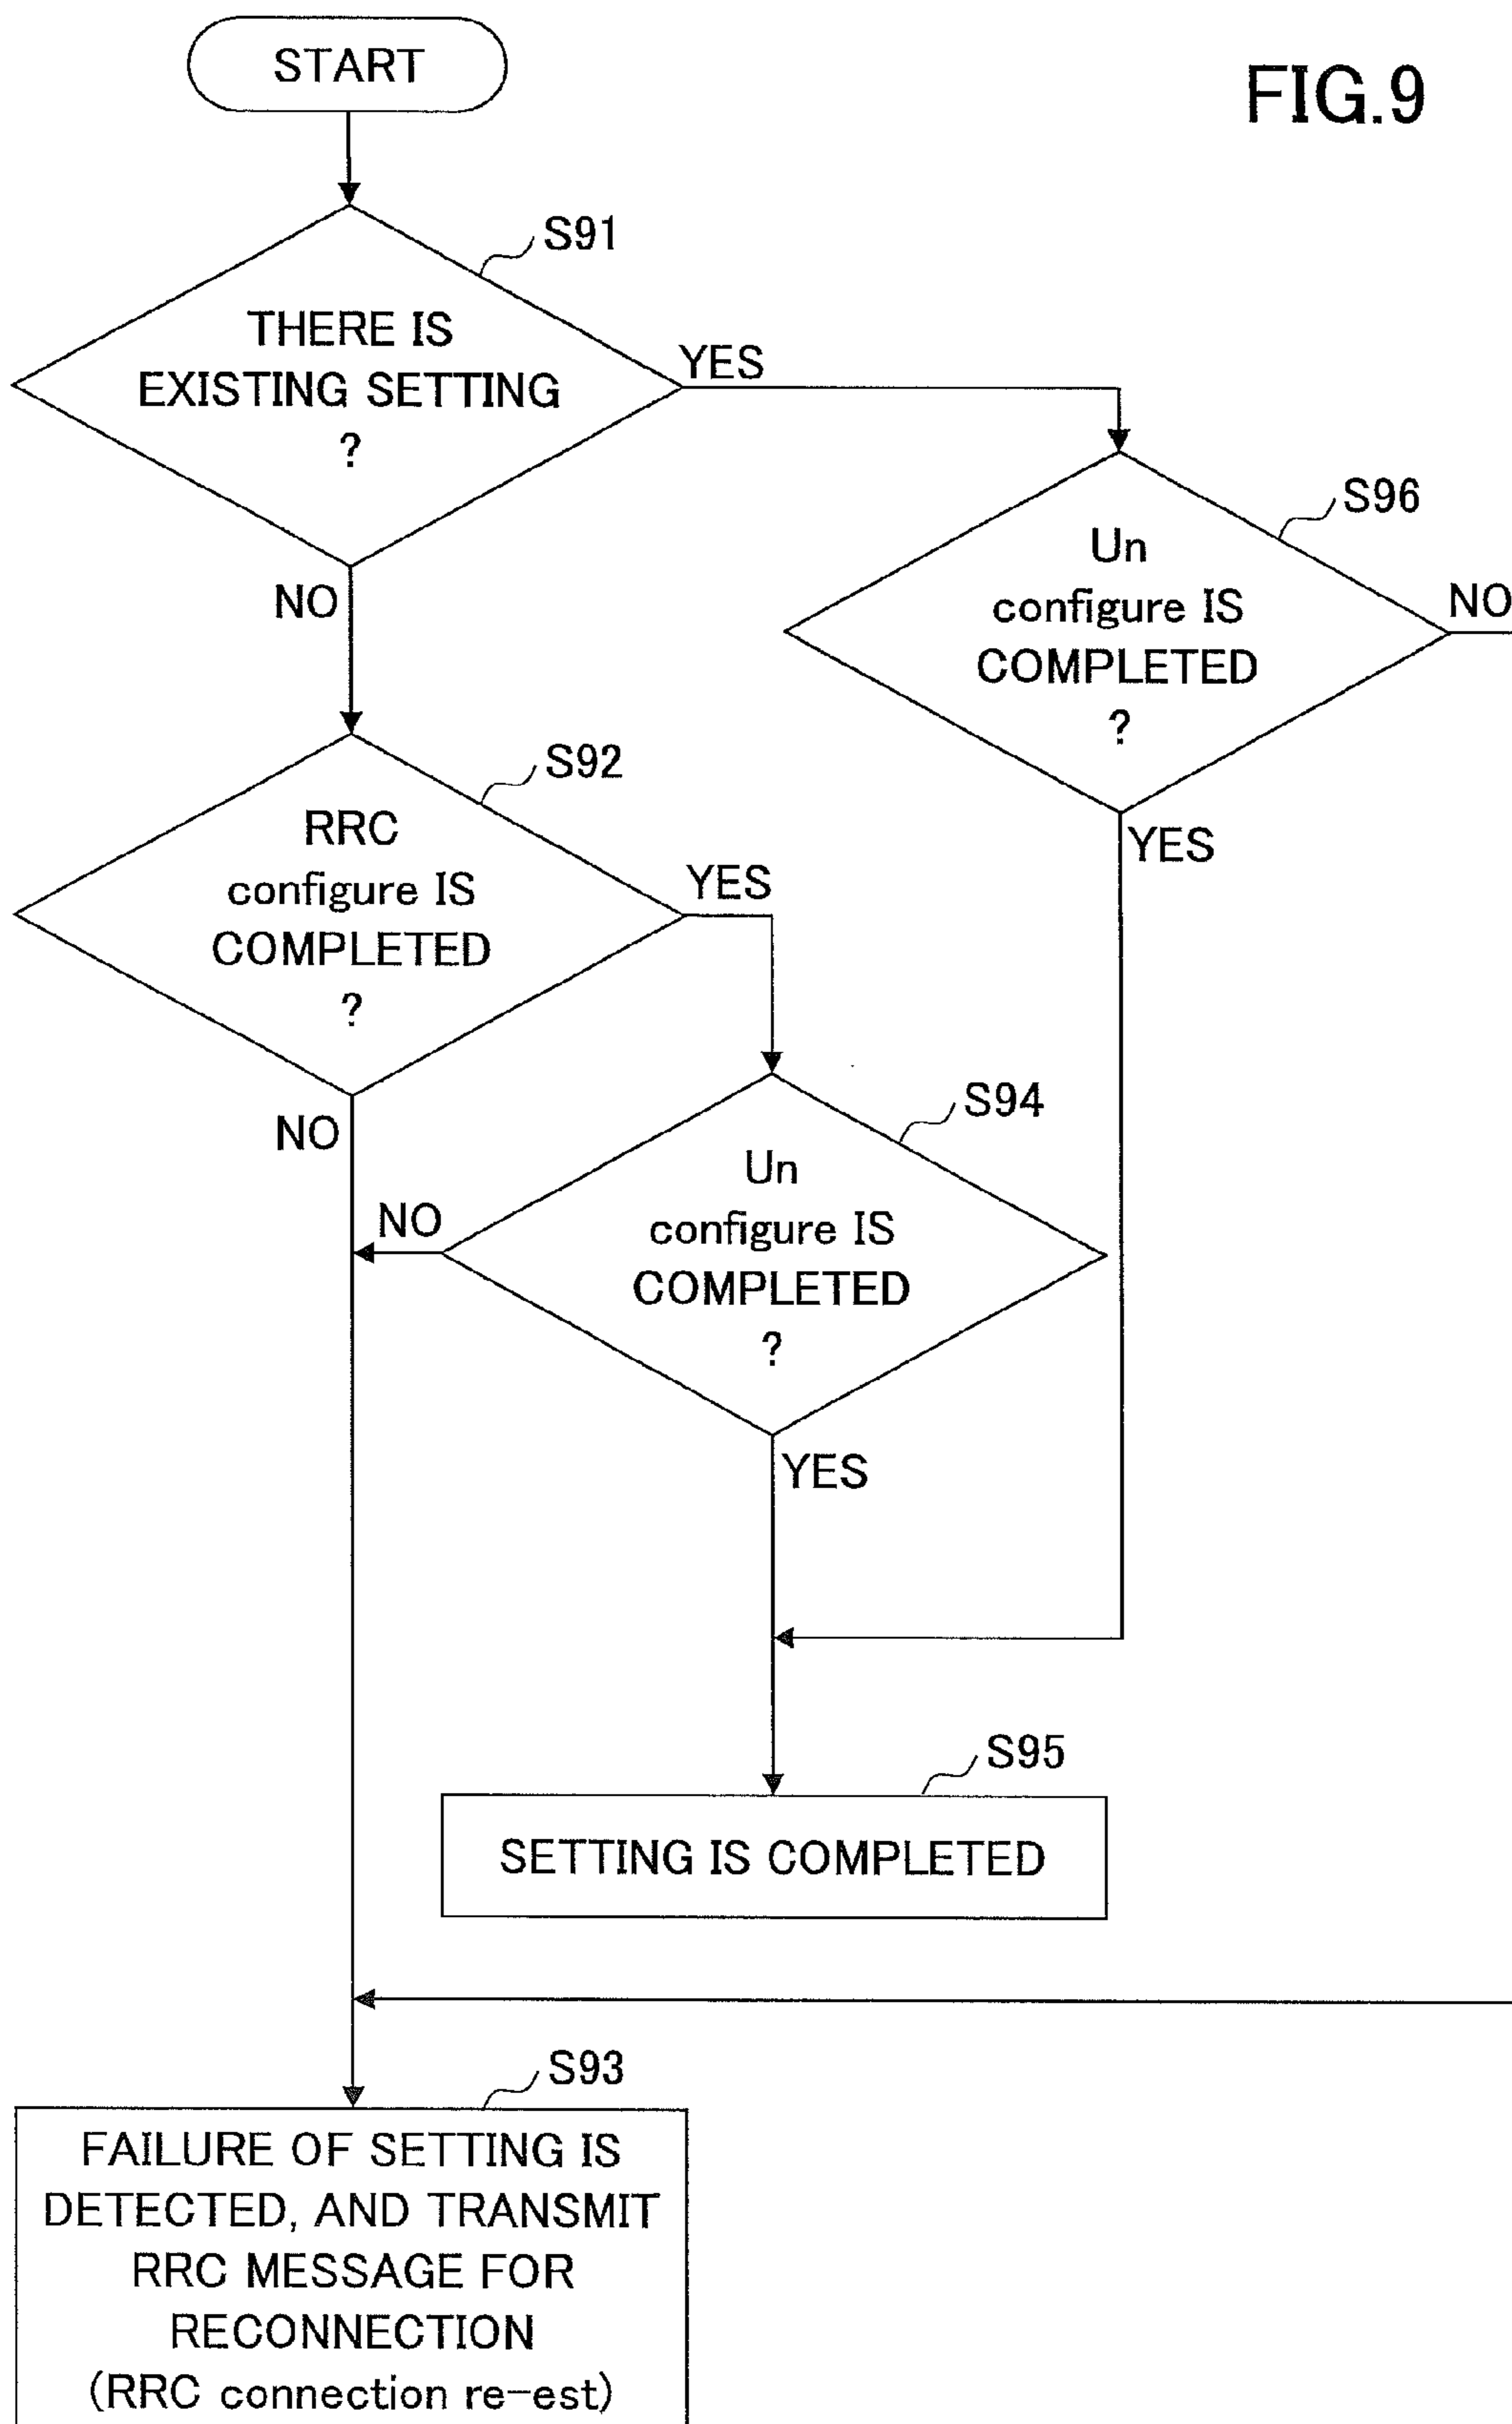 START
FIG.9
S91
THERE IS
EXISTING SETTING
?
YES
NO
S96
Un
configure IS
COMPLETED
?
NO
YES
S92
RRC
configure IS
COMPLETED
?
YES
NO
S94
Un
configure IS
COMPLETED
?
NO
YES
S95
SETTING IS COMPLETED
S93
FAILURE OF SETTING IS
DETECTED, AND TRANSMIT
RRC MESSAGE FOR
RECONNECTION
(RRC connection re-est)